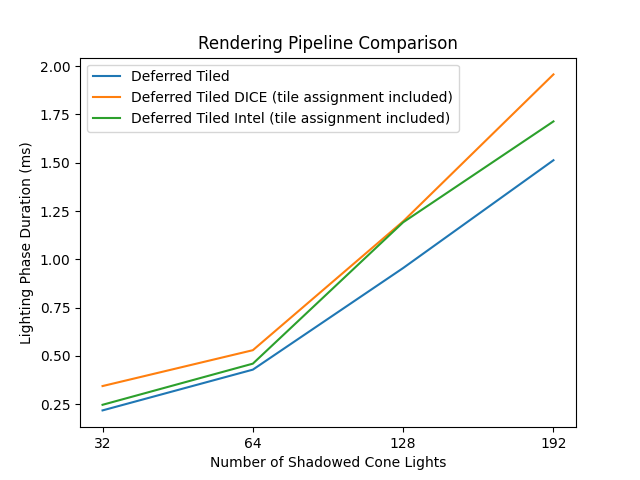 Rendering Pipeline Comparison
Deferred Tiled
Deferred Tiled DICE (tile assignment included)
Deferred Tiled Intel (tile assignment included)
Lighting Phase Duration (ms)
2.00
1.75
1.50
1.25
1.00
0.75
0.50
0.25
32 64 128 192
Number of Shadowed Cone Lights